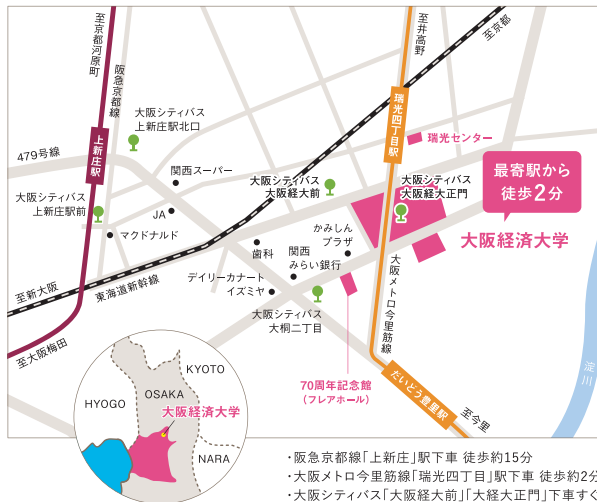 至京都河原町
阪急京都線
至井高野
至京都
大阪シティバス
上新庄駅北口
瑞光四丁目駅
瑞光センター
上新庄駅
479号線
関西スーパー
大阪シティバス
大阪経大前
大阪シティバス
大阪経大正門
最寄駅から
徒歩2分
大阪シティバス
上新庄駅前
JA
マクドナルド
かみしん
プラザ
大阪経済大学
歯科
関西
みらい銀行
デイリーカナート
イズミヤ
大阪メトロ今里筋線
至新大阪
東海道新幹線
大阪シティバス
大桐二丁目
至大阪梅田
70周年記念館
(フレアホール)
だいどう豊里駅
至今里
淀川
KYOTO
OSAKA
HYOGO
大阪経済大学
NARA
・阪急京都線「上新庄」駅下車 徒歩約15分
・大阪メトロ今里筋線「瑞光四丁目」駅下車 徒歩約2分
・大阪シティバス「大阪経大前」「大経大正門」下車すぐ